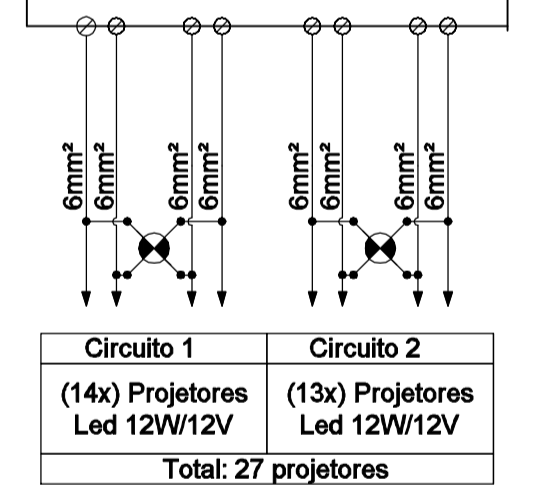 6mm²
6mm²
6mm²
6mm²
6mm²
6mm²
6mm²
6mm²
Circuito 1
Circuito 2
(14x) Projetores
Led 12W/12V
(13x) Projetores
Led 12W/12V
Total: 27 projetores